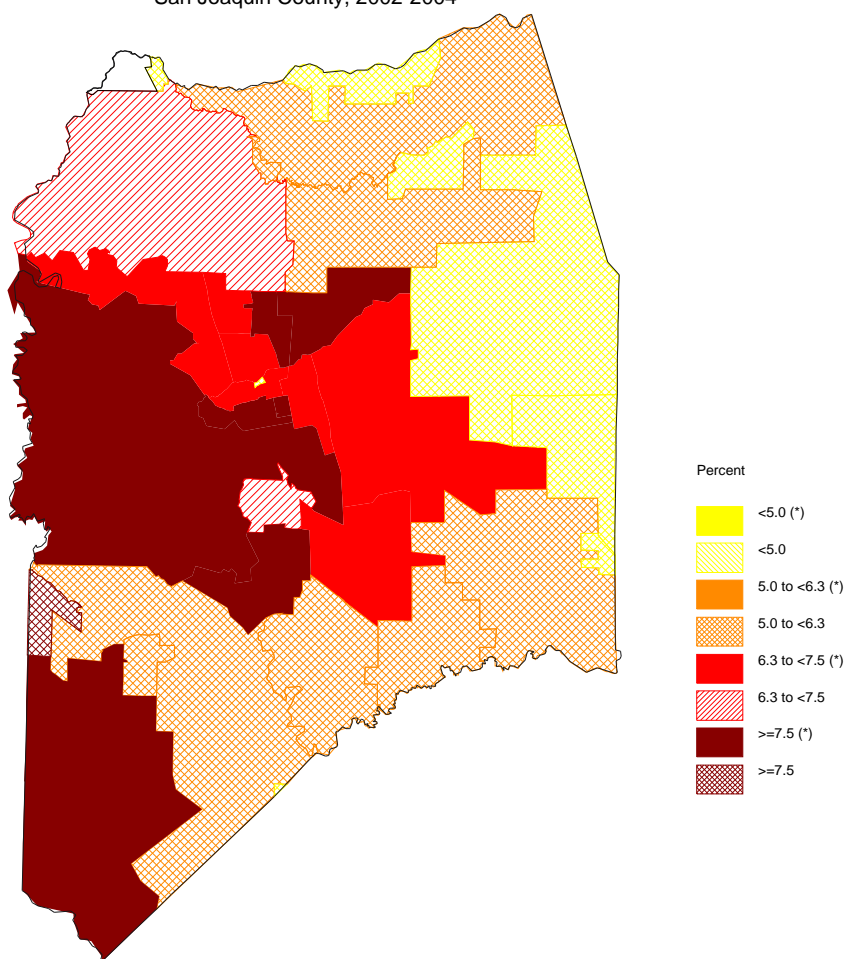 San Joaquin County, 2002-2004
Percent
<5.0 (*)
<5.0
5.0 to <6.3 (*)
5.0 to <6.3
6.3 to <7.5 (*)
6.3 to <7.5
>=7.5 (*)
>=7.5